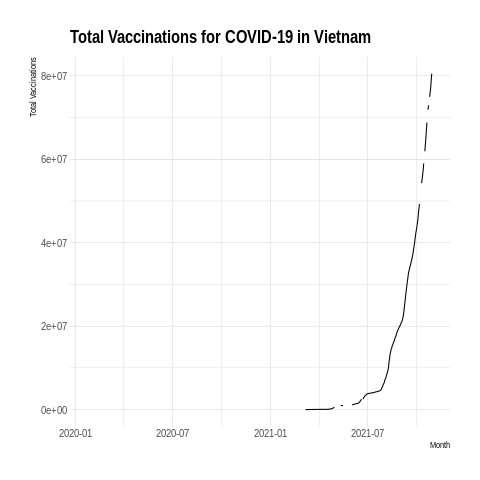 Total Vaccinations for COVID-19 in Vietnam
Total Vaccinations
8e+07
6e+07
4e+07
2e+07
0e+00
2020-01 2020-07 2021-01 2021-07
Month